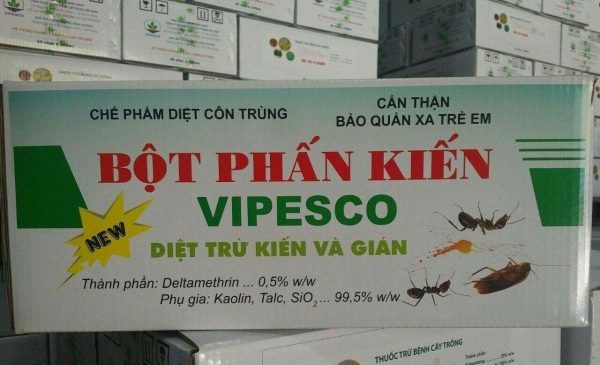 VIPESCO
CHẾ PHẨM DIỆT CÔN TRÙNG
CẨN THẬN
BẢO QUẢN XA TRẺ EM
BỘT PHẤN KIẾN
VIPESCO
NEW
DIỆT TRỪ KIẾN VÀ GIÁN
Thành phần: Deltamethrin ... 0,5% w/w
Phụ gia: Kaolin, Talc, SiO₂... 99,5% w/w
THUỐC TRỪ BỆNH CÂY TRỒNG